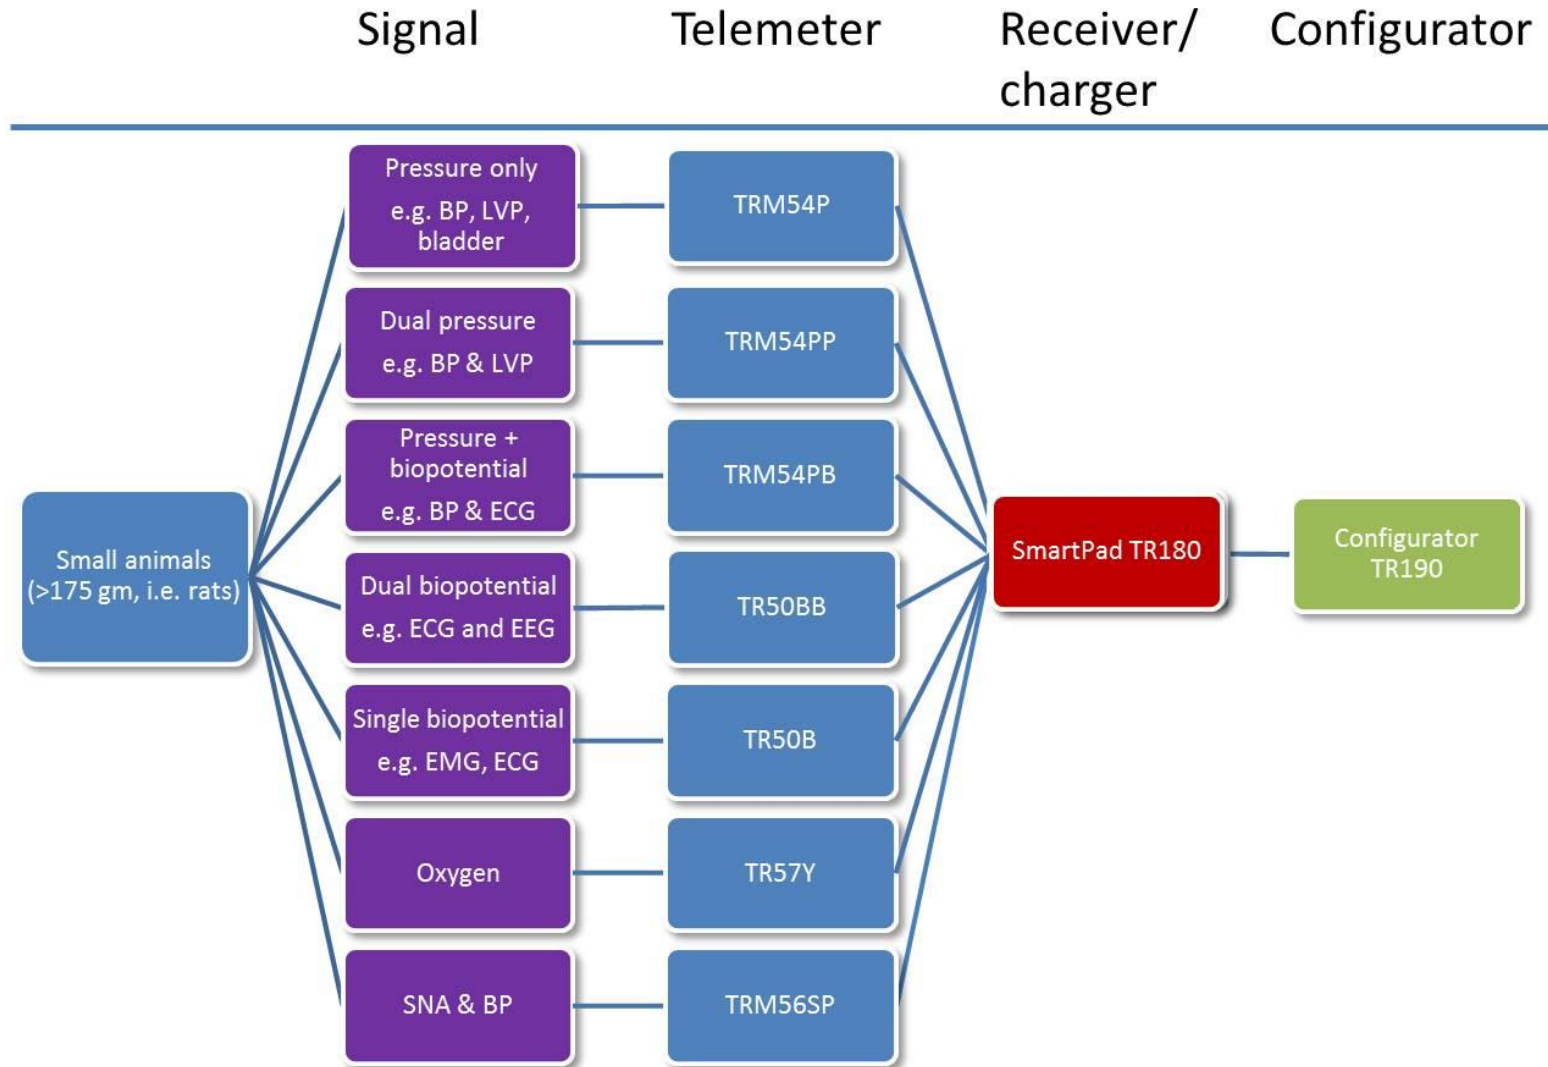 Signal
Telemeter
Receiver/
charger
Configurator
Small animals
(>175 gm, i.e. rats)
Pressure only
e.g. BP, LVP,
bladder
TRM54P
Dual pressure
e.g. BP & LVP
TRM54PP
Pressure +
biopotential
e.g. BP & ECG
TRM54PB
Dual biopotential
e.g. ECG and EEG
TR50BB
Single biopotential
e.g. EMG, ECG
TR50B
Oxygen
TR57Y
SNA & BP
TRM56SP
SmartPad TR180
Configurator
TR190